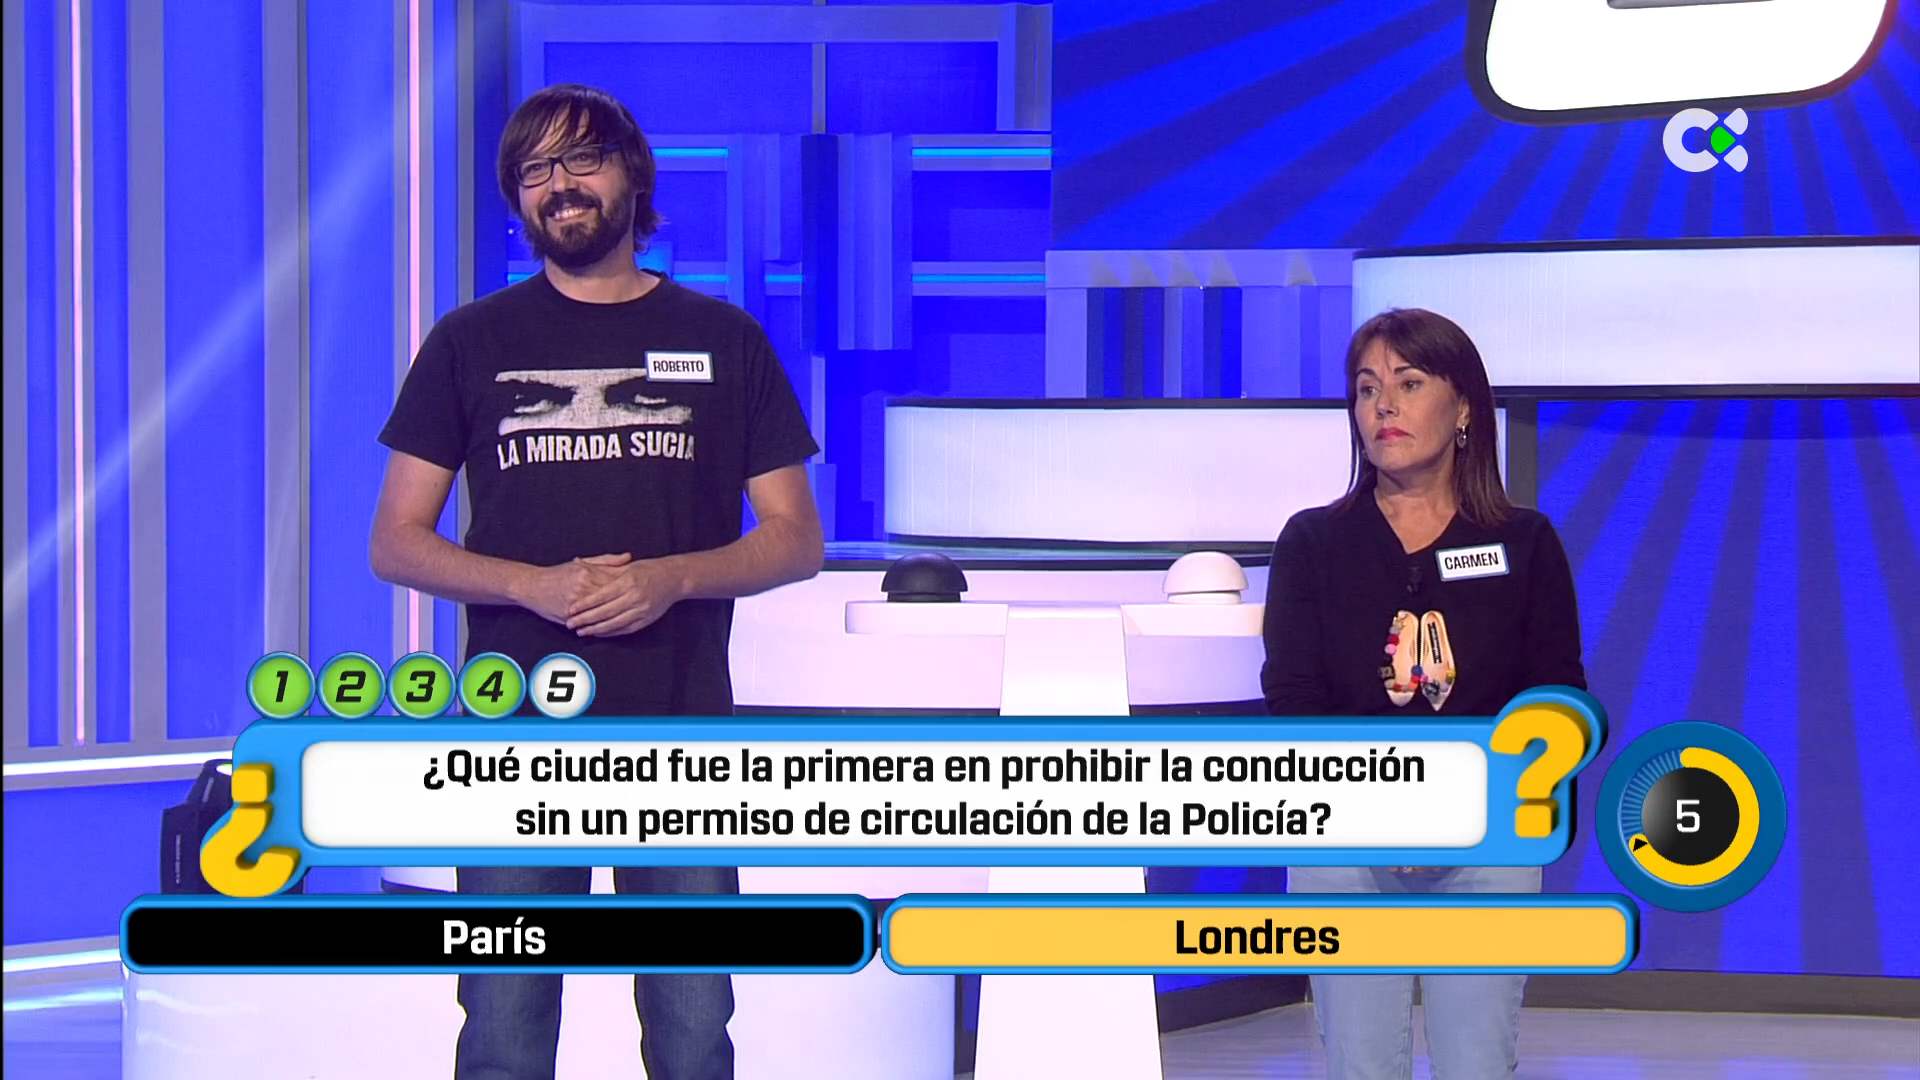 ROBERTO
LA MIRADA SUCIA
CARMEN
1 2 3 4 5
¿Qué ciudad fue la primera en prohibir la conducción
sin un permiso de circulación de la Policía?
5
París
Londres